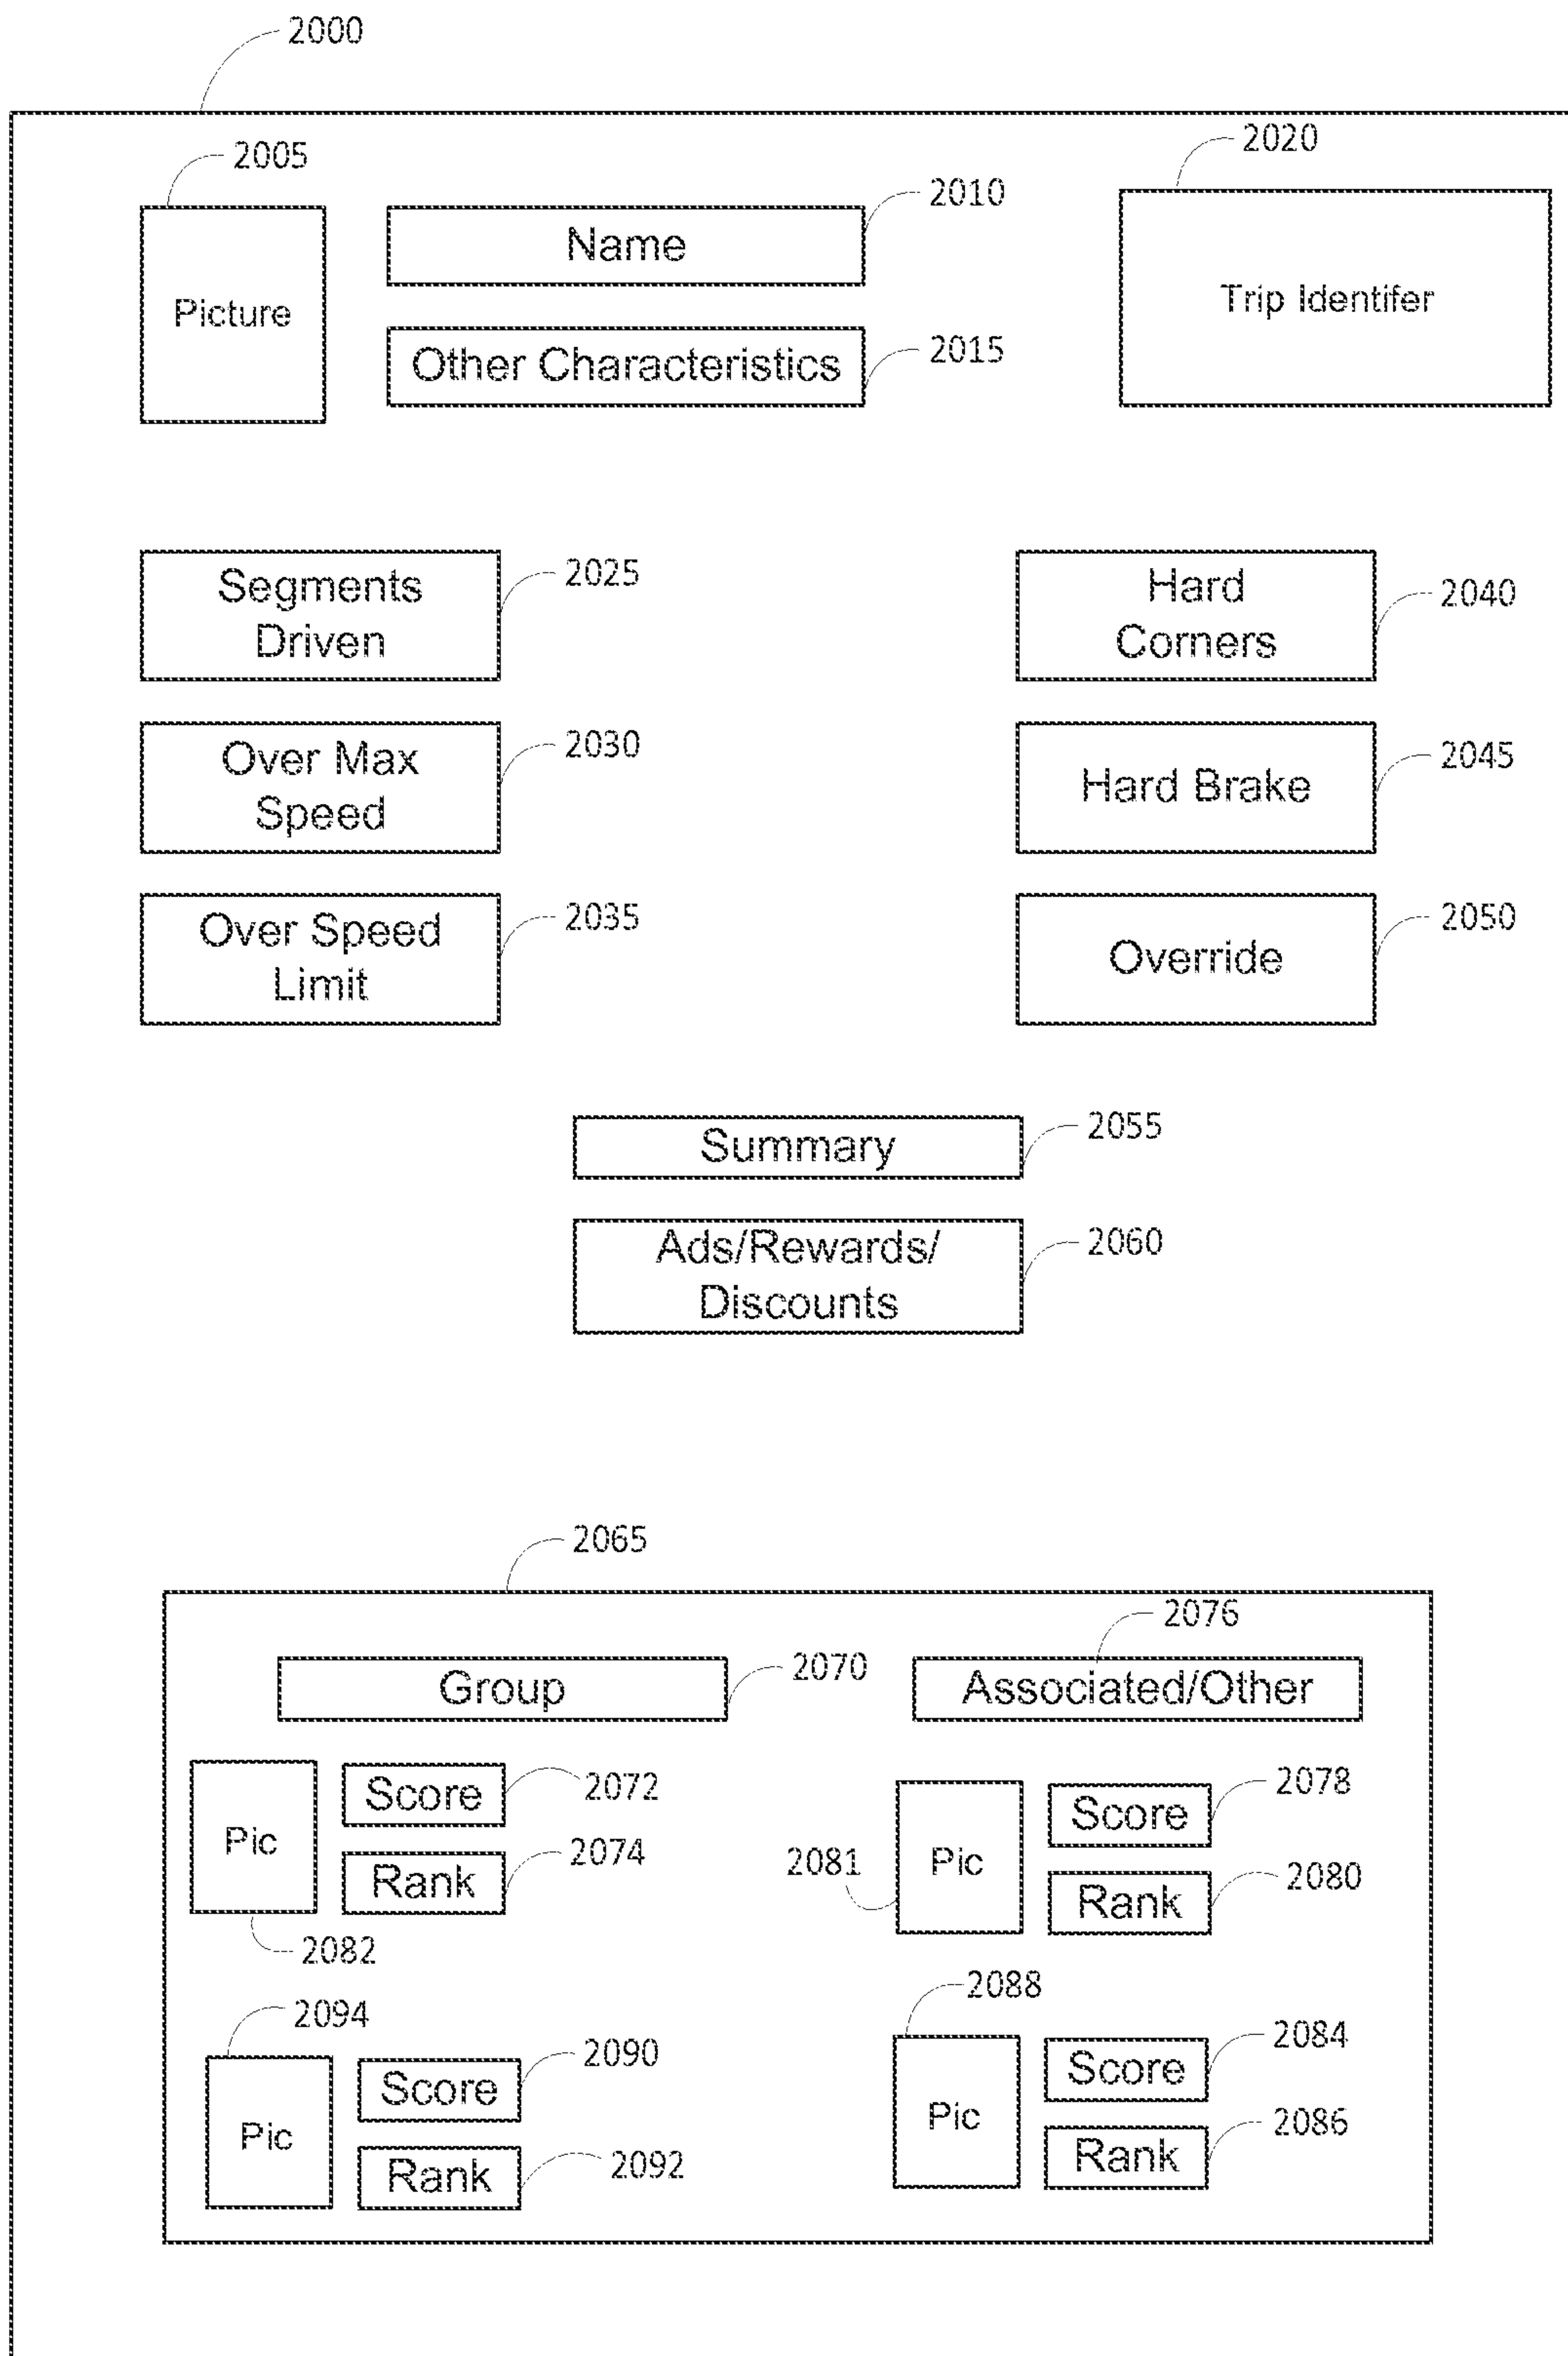 2000
2005
2010
2020
Name
Picture
Trip Identifer
Other Characteristics
2015
Segments
Driven
2025
Hard
Corners
2040
Over Max
Speed
2030
Hard Brake
2045
Over Speed
Limit
2035
Override
2050
Summary
2055
Ads/Rewards/
Discounts
2060
2065
2076
Group
2070
Associated/Other
Pic
Score
2072
Rank
2074
2082
2081
Pic
Score
2078
Rank
2080
2094
Pic
Score
2090
Rank
2092
2088
Pic
Score
2084
Rank
2086